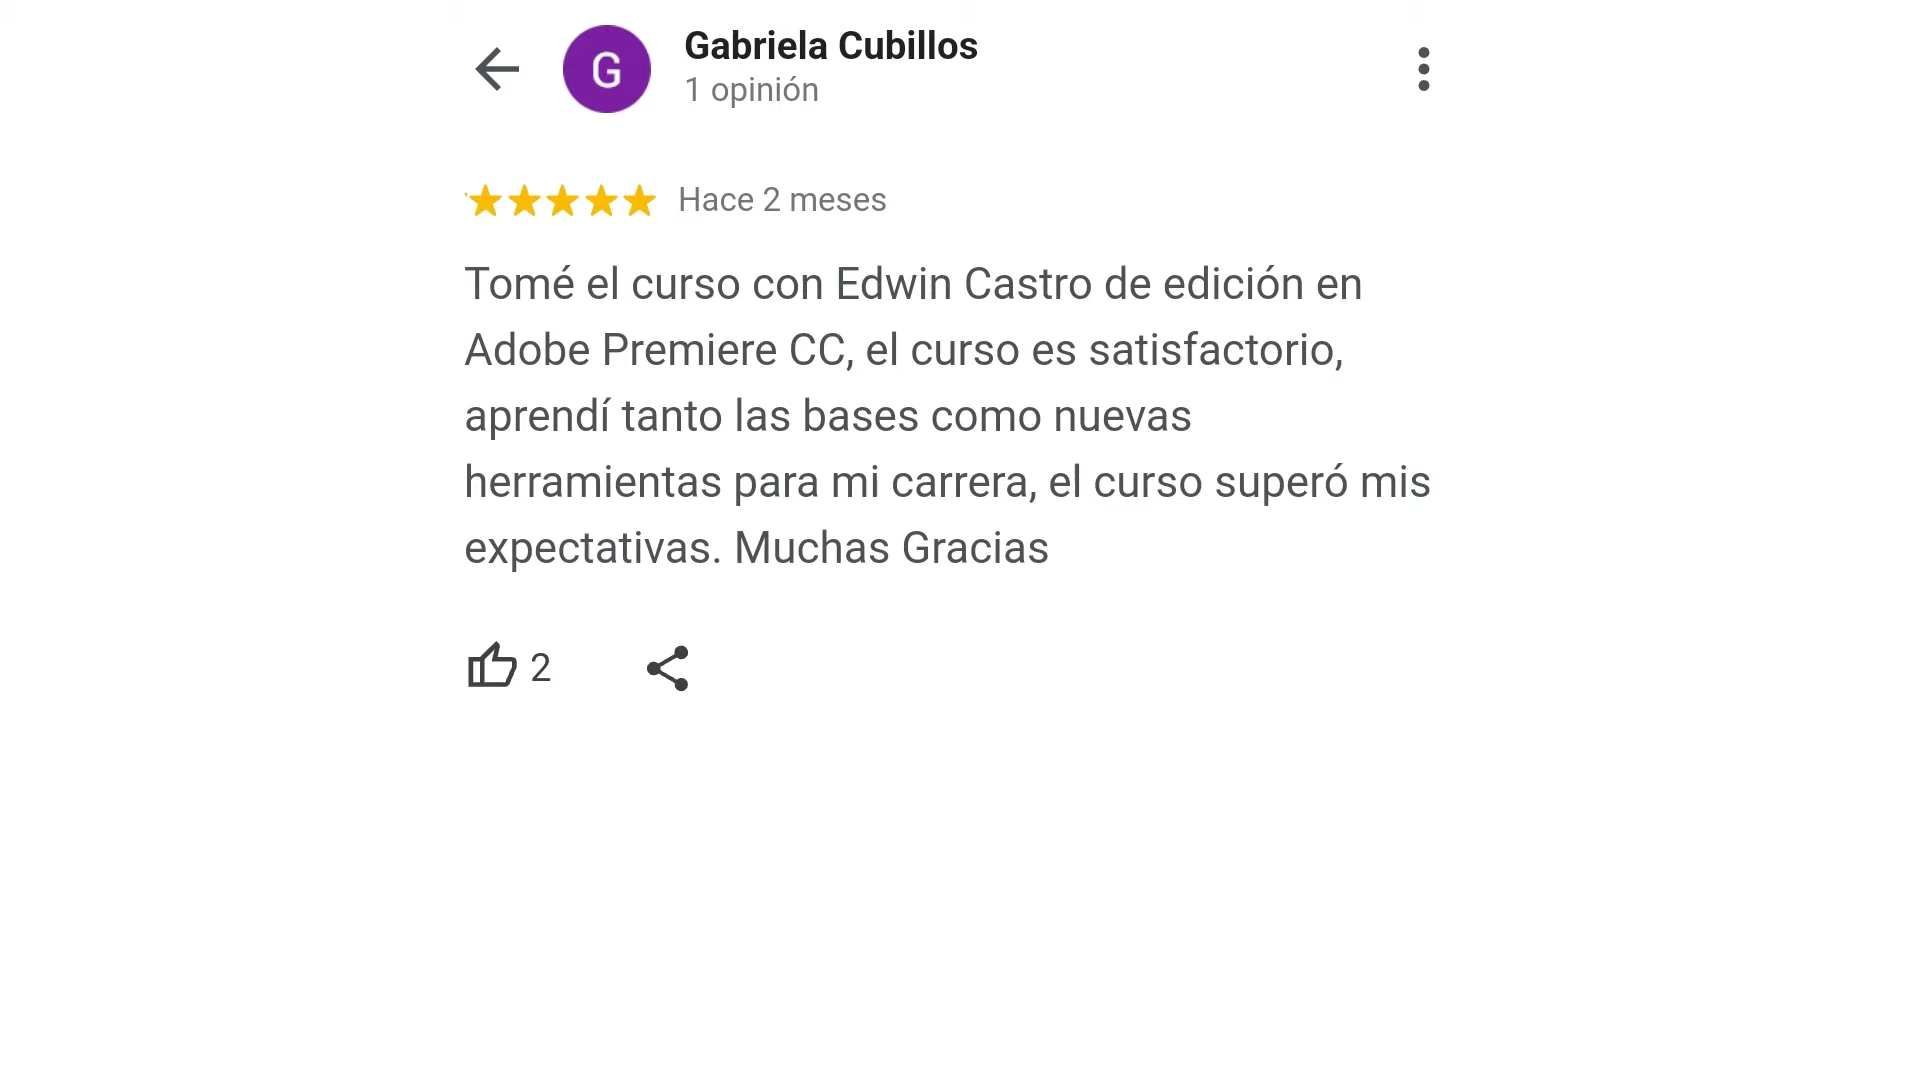 G
Gabriela Cubillos
1 opinión
Hace 2 meses
Tomé el curso con Edwin Castro de edición en
Adobe Premiere CC, el curso es satisfactorio,
aprendí tanto las bases como nuevas
herramientas para mi carrera, el curso superó mis
expectativas. Muchas Gracias
2